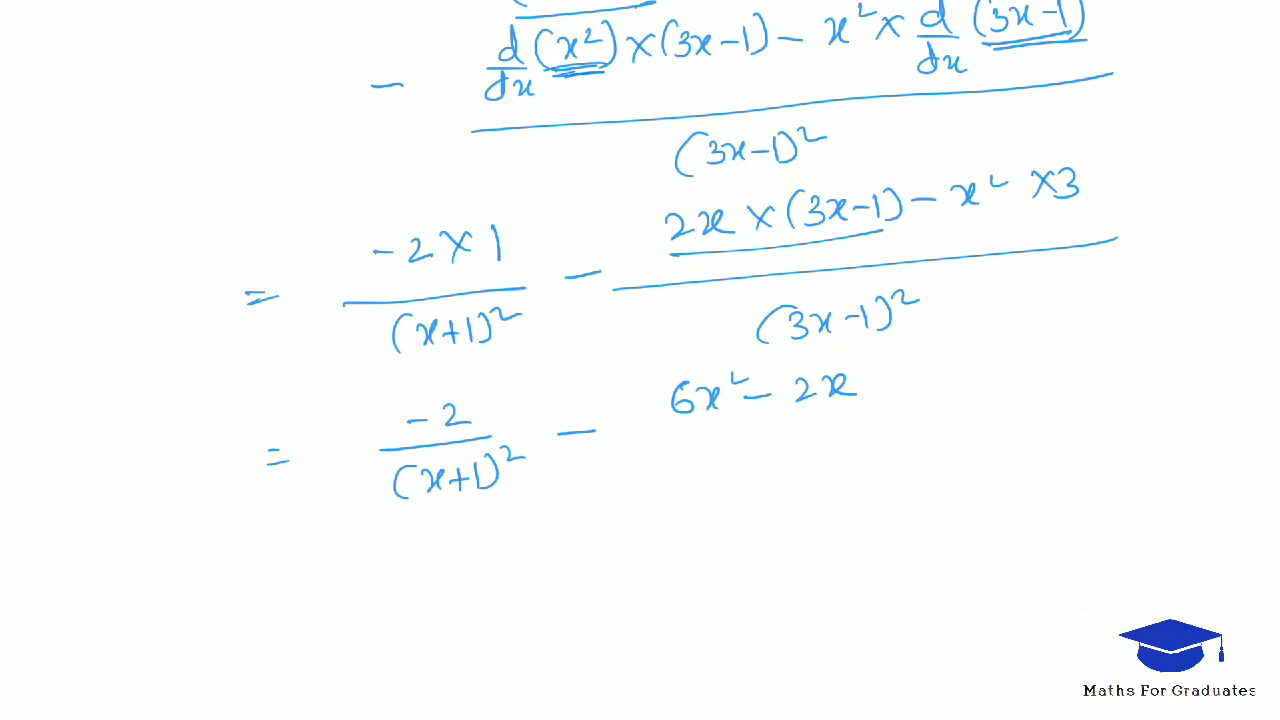 - d/dx (x²) × (3x-1) - x² × d/dx (3x-1)
(3x-1)²
= -2×1/(x+1)² - 2x × (3x-1) - x² ×3/(3x-1)²
= -2/(x+1)² - 6x² - 2x
Maths For Graduates